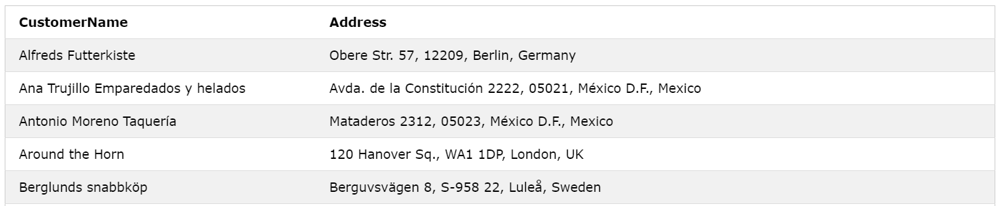 CustomerName Address
Alfreds Futterkiste Obere Str. 57, 12209, Berlin, Germany
Ana Trujillo Emparedados y helados Avda. de la Constitución 2222, 05021, México D.F., Mexico
Antonio Moreno Taquería Mataderos 2312, 05023, México D.F., Mexico
Around the Horn 120 Hanover Sq., WA1 1DP, London, UK
Berglunds snabbköp Berguvsvägen 8, S-958 22, Luleå, Sweden